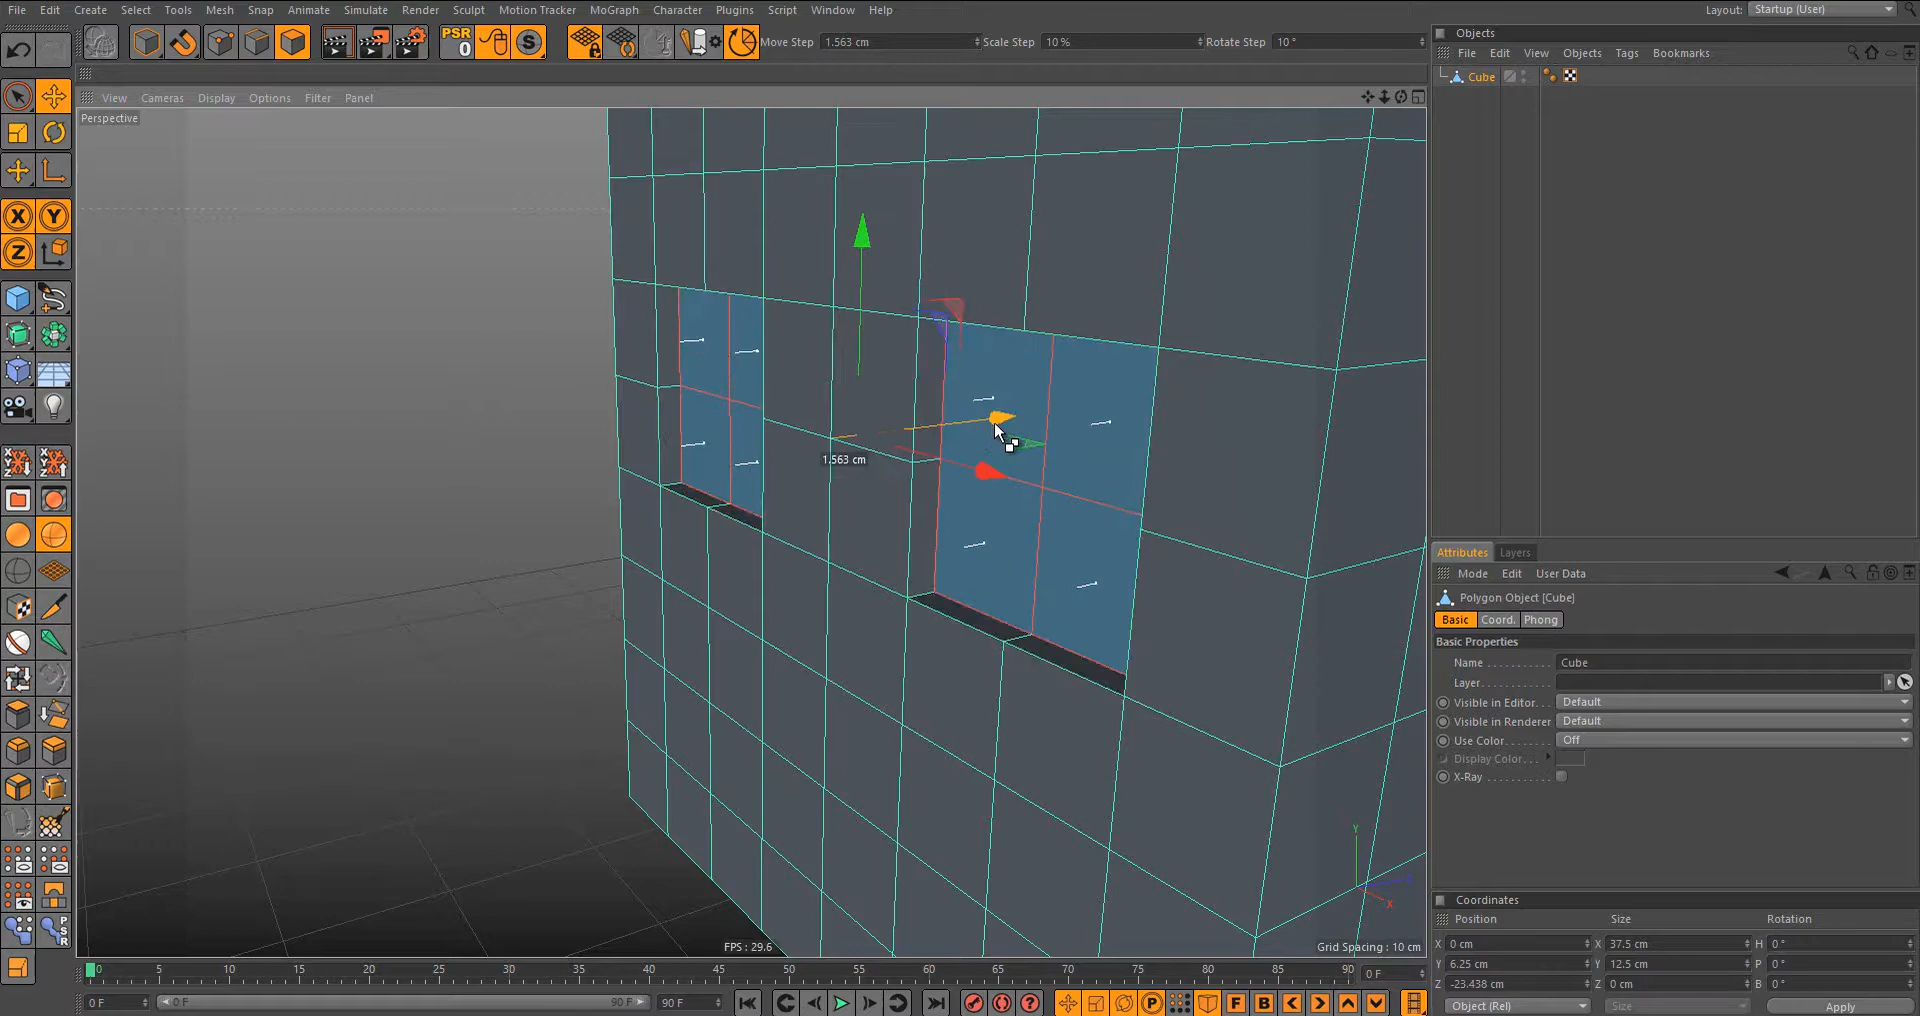 File Edit Create Select Tools Mesh Snap Animate Simulate Render Sculpt Motion Tracker MoGraph Character Plugins Script Window Help Layout: Startup (User)
PSR 0 S Move Step 1.563 cm Scale Step 10 % Rotate Step 10 °
Objects
File Edit View Objects Tags Bookmarks
Cube
View Cameras Display Options Filter Panel
Perspective
X Y
Z
1.563 cm
Attributes Layers
Mode Edit User Data
Polygon Object [Cube]
Basic Coord. Phong
Basic Properties
Name Cube
Layer
Visible in Editor Default
Visible in Renderer Default
Use Color Off
Display Color
X-Ray
Y
X
PSR
FPS : 29.6 Grid Spacing : 10 cm
Coordinates
Position Size Rotation
X 0 cm X 37.5 cm H 0 °
Y 6.25 cm Y 12.5 cm P 0 °
Z -23.438 cm Z 0 cm B 0 °
Object (Rel) Size Apply
0 5 10 15 20 25 30 35 40 45 50 55 60 65 70 75 80 85 90 0 F
0 F 0 F 90 F 90 F P F B